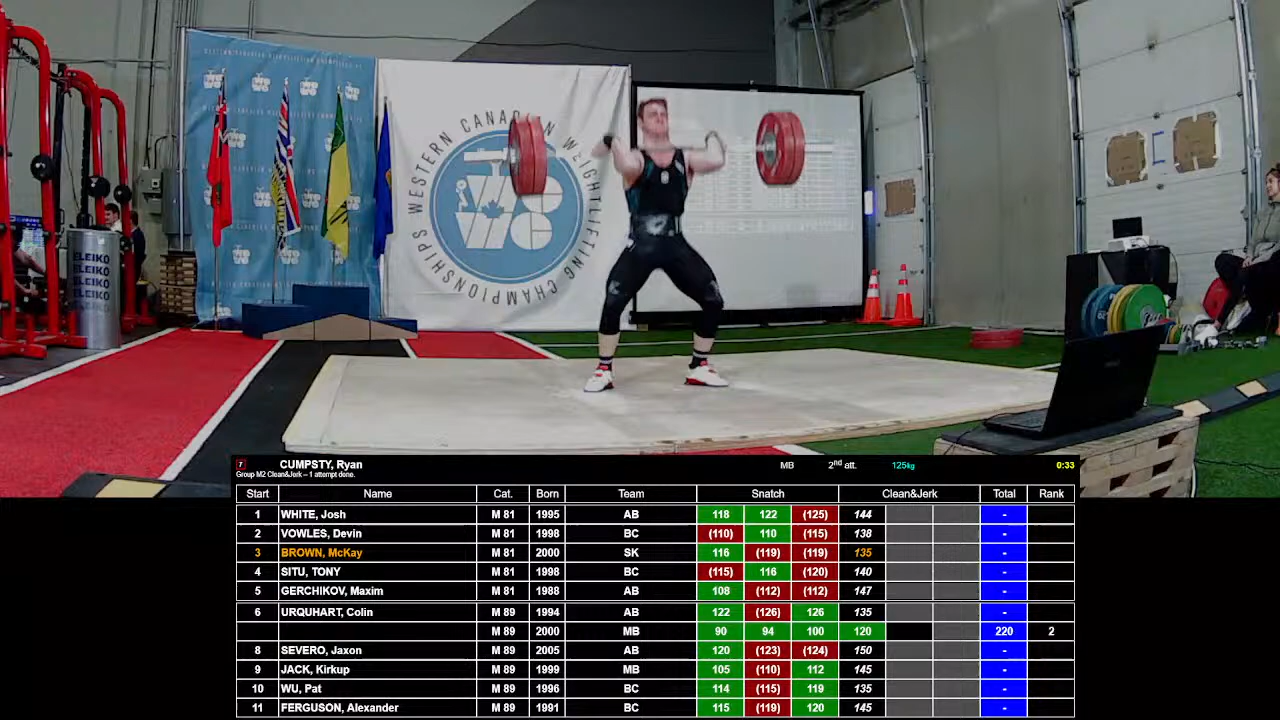 WESTERN CANADIAN WEIGHTLIFTING CHAMPIONSHIPS
ELEIKO
ELEIKO
ELEIKO
ELEIKO
7 CUMPSTY, Ryan MB 2nd att. 125kg 0:33
Group M2 Clean&Jerk – 1 attempt done.
Start Name Cat. Born Team Snatch Clean&Jerk Total Rank
1 WHITE, Josh M 81 1995 AB 118 122 (125) 144 -
2 VOWLES, Devin M 81 1998 BC (110) 110 (115) 138 -
3 BROWN, McKay M 81 2000 SK 116 (119) (119) 135 -
4 SITU, TONY M 81 1998 BC (115) 116 (120) 140 -
5 GERCHIKOV, Maxim M 81 1988 AB 108 (112) (112) 147 -
6 URQUHART, Colin M 89 1994 AB 122 (126) 126 135 -
M 89 2000 MB 90 94 100 120 220 2
8 SEVERO, Jaxon M 89 2005 AB 120 (123) (124) 150 -
9 JACK, Kirkup M 89 1999 MB 105 (110) 112 145 -
10 WU, Pat M 89 1996 BC 114 (115) 119 135 -
11 FERGUSON, Alexander M 89 1991 BC 115 (119) 120 145 -